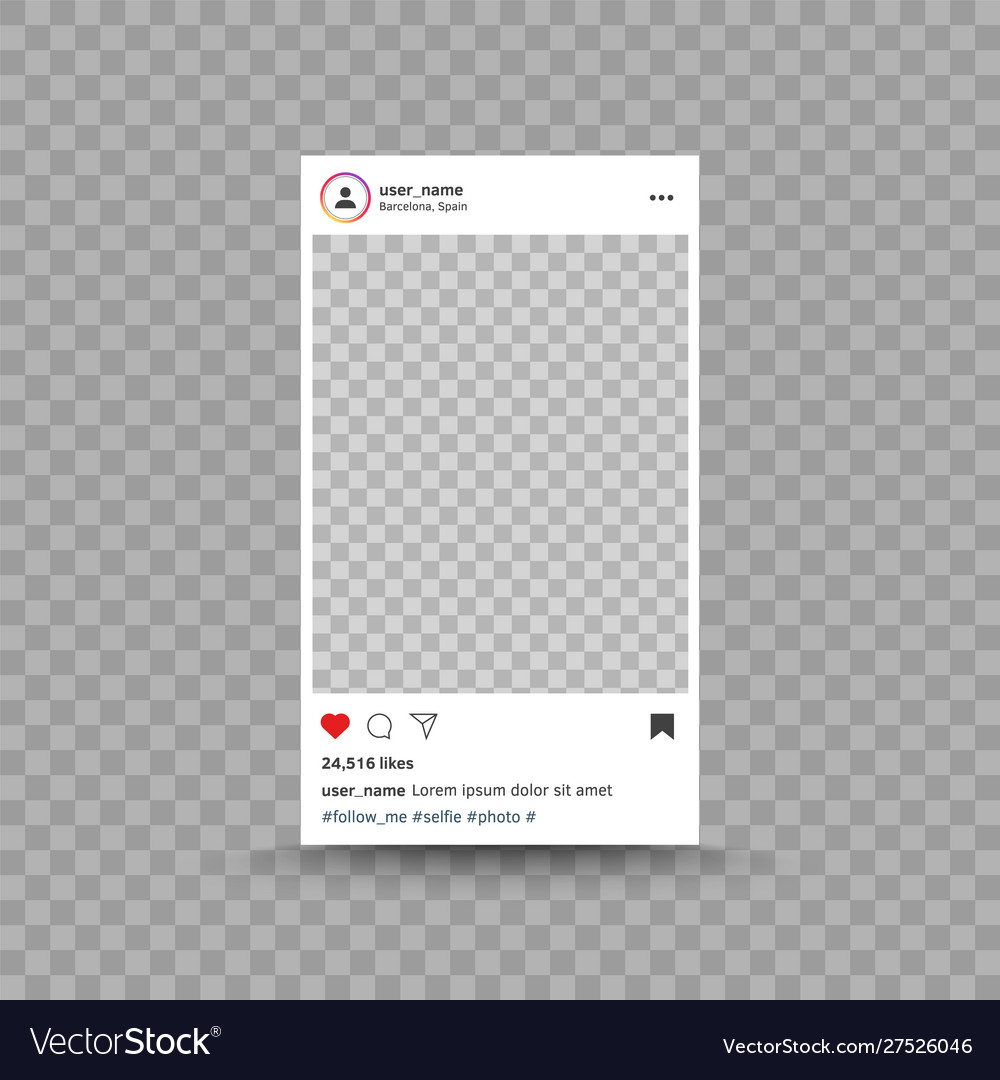 user_name
Barcelona, Spain
24,516 likes
user_name Lorem ipsum dolor sit amet
#follow_me #selfie #photo #
VectorStock®
VectorStock.com/27526046